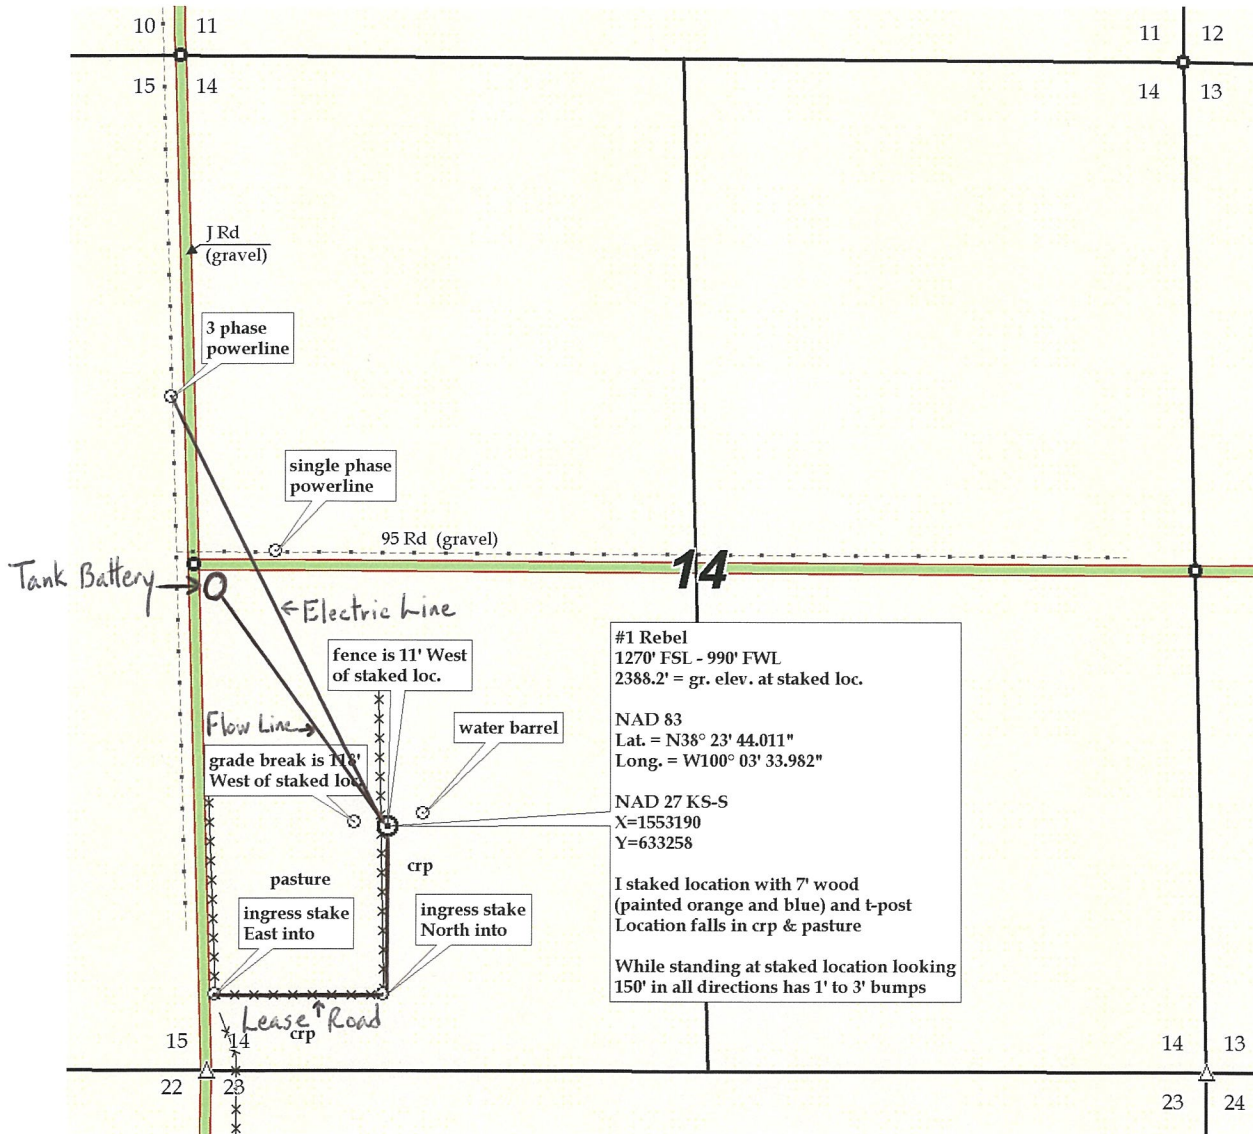 10
11
11
12
15
14
14
13
J Rd
(gravel)
3 phase
powerline
single phase
powerline
95 Rd (gravel)
14
Tank Battery
Electric Line
#1 Rebel
1270' FSL - 990' FWL
2388.2' = gr. elev. at staked loc.
NAD 83
Lat. = N38° 23' 44.011"
Long. = W100° 03' 33.982"
NAD 27 KS-S
X=1553190
Y=633258
I staked location with 7' wood
(painted orange and blue) and t-post
Location falls in crp & pasture
While standing at staked location looking
150' in all directions has 1' to 3' bumps
fence is 11' West
of staked loc.
Flow Line
water barrel
grade break is 118'
West of staked loc.
crp
pasture
ingress stake
East into
ingress stake
North into
Lease Road
crp
15
14
14
13
22
23
23
24